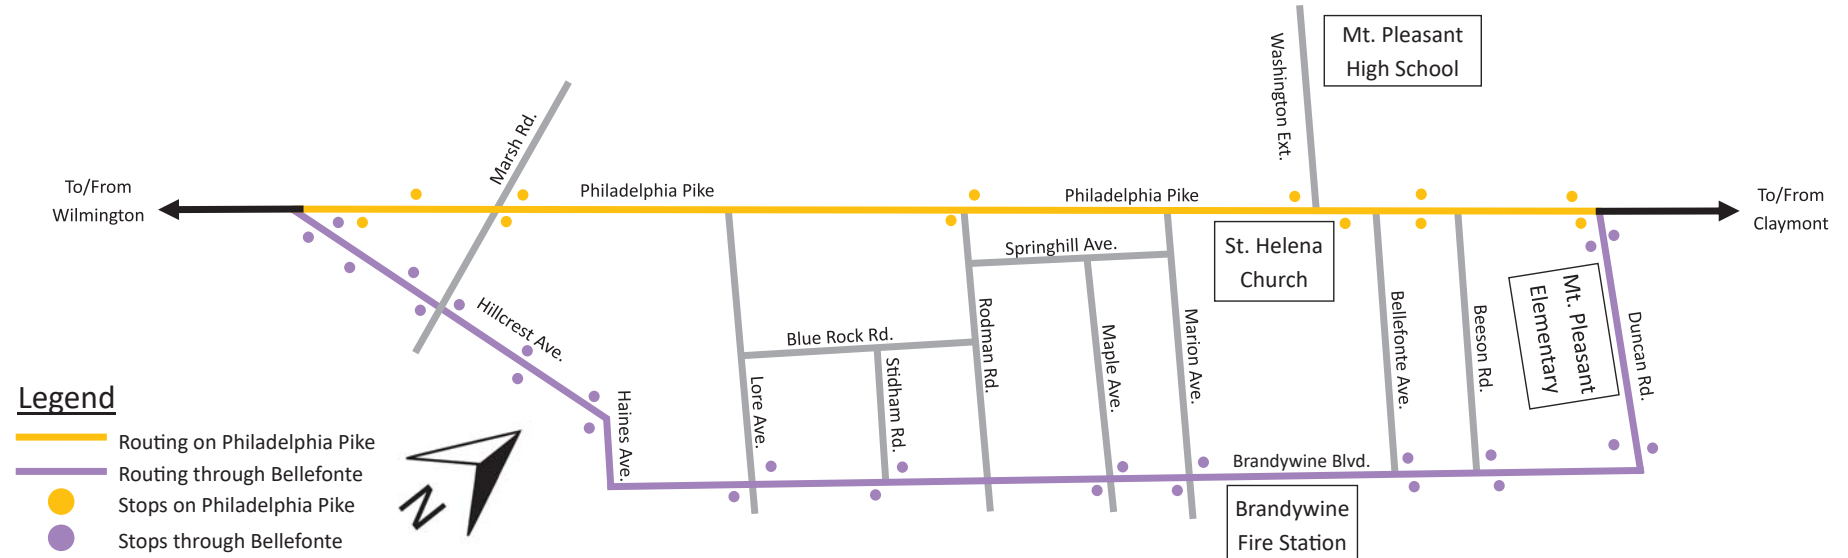 Mt. Pleasant
High School
Washington Ext.
Marsh Rd.
To/From
Wilmington
Philadelphia Pike
Philadelphia Pike
To/From
Claymont
St. Helena
Church
Springhill Ave.
Hillcrest Ave.
Blue Rock Rd.
Rodman Rd.
Maple Ave.
Marion Ave.
Bellefonte Ave.
Beeson Rd.
Mt. Pleasant
Elementary
Duncan Rd.
Lore Ave.
Stidham Rd.
Haines Ave.
Brandywine Blvd.
Brandywine
Fire Station
Legend
Routing on Philadelphia Pike
Routing through Bellefonte
Stops on Philadelphia Pike
Stops through Bellefonte
N